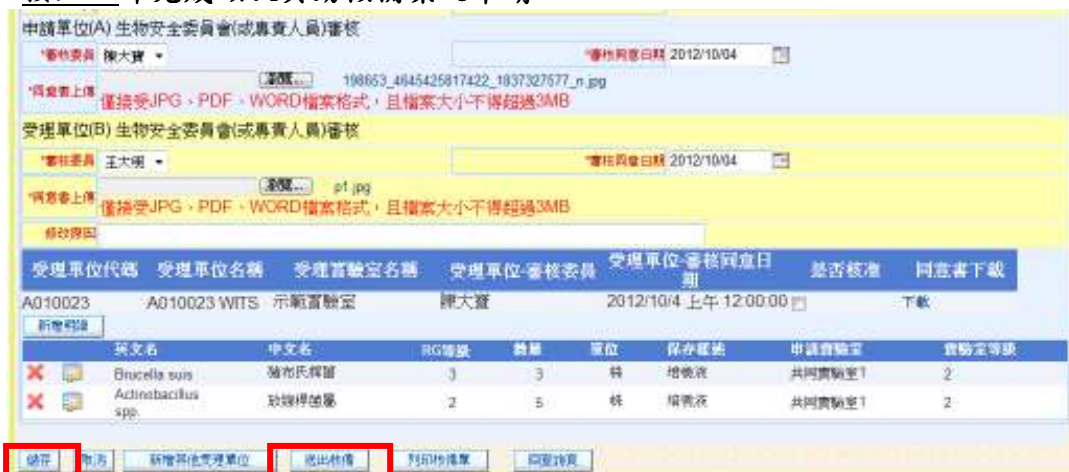 申請單位(A) 生物安全委員會(或專責人員)審核
*審核委員 陳大寶 *審核同意日期 2012/10/04
*同意書上傳 瀏覽... 198653_4645425817422_1837327577_n.jpg
僅接受JPG、PDF、WORD檔案格式，且檔案大小不得超過3MB
受理單位(B) 生物安全委員會(或專責人員)審核
*審核委員 王大明 *審核同意日期 2012/10/04
*同意書上傳 瀏覽... p1.jpg
僅接受JPG、PDF、WORD檔案格式，且檔案大小不得超過3MB
修改原因
受理單位代碼 受理單位名稱 受理實驗室名稱 受理單位-審核委員 受理單位-審核同意日期 是否核准 同意書下載
A010023 A010023 WITS 示範實驗室 陳大寶 2012/10/4 上午 12:00:00 下載
新增明細
英文名 中文名 RG等級 數量 單位 保存種類 申請實驗室 實驗室等級
Brucella suis 豬布氏桿菌 3 3 株 培養液 共同實驗室1 2
Actinobacillus spp. 放線桿菌屬 2 5 株 培養液 共同實驗室1 2
儲存 取消 新增其他受理單位 送出核備 列印核備單 回查詢頁